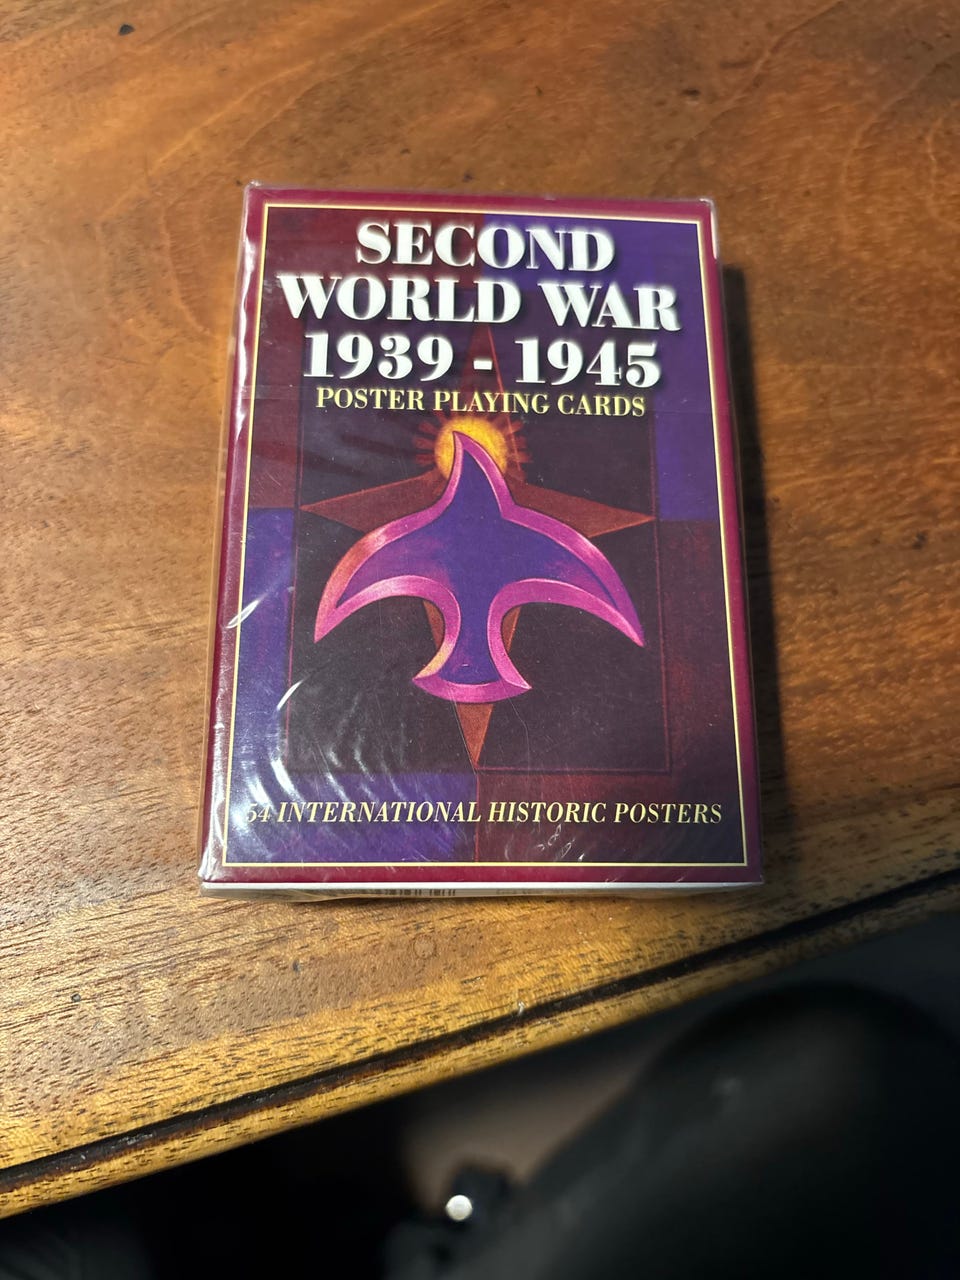 SECOND
WORLD WAR
1939 - 1945
POSTER PLAYING CARDS
54 INTERNATIONAL HISTORIC POSTERS